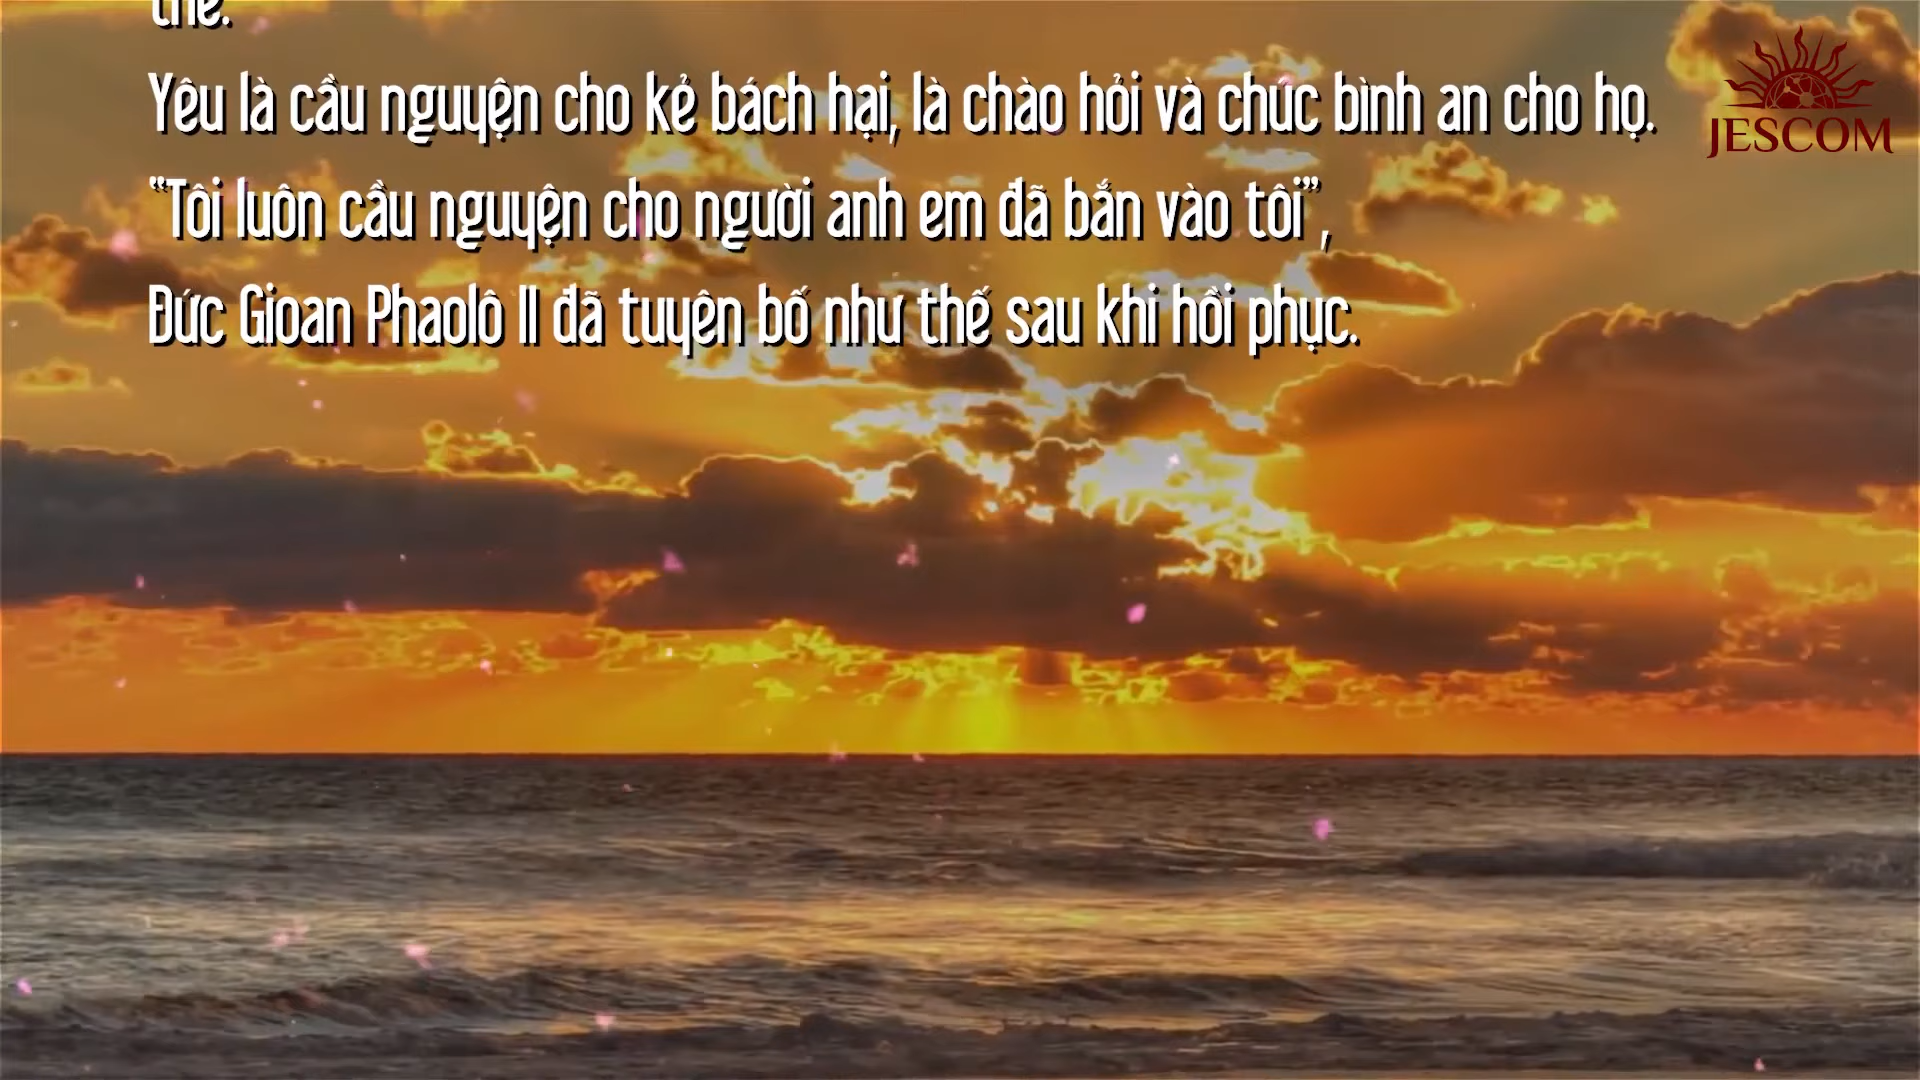 thế.
Yêu là cầu nguyện cho kẻ bách hại, là chào hỏi và chúc bình an cho họ.
“Tôi luôn cầu nguyện cho người anh em đã bắn vào tôi”,
Đức Gioan Phaolô II đã tuyên bố như thế sau khi hồi phục.
JESCOM